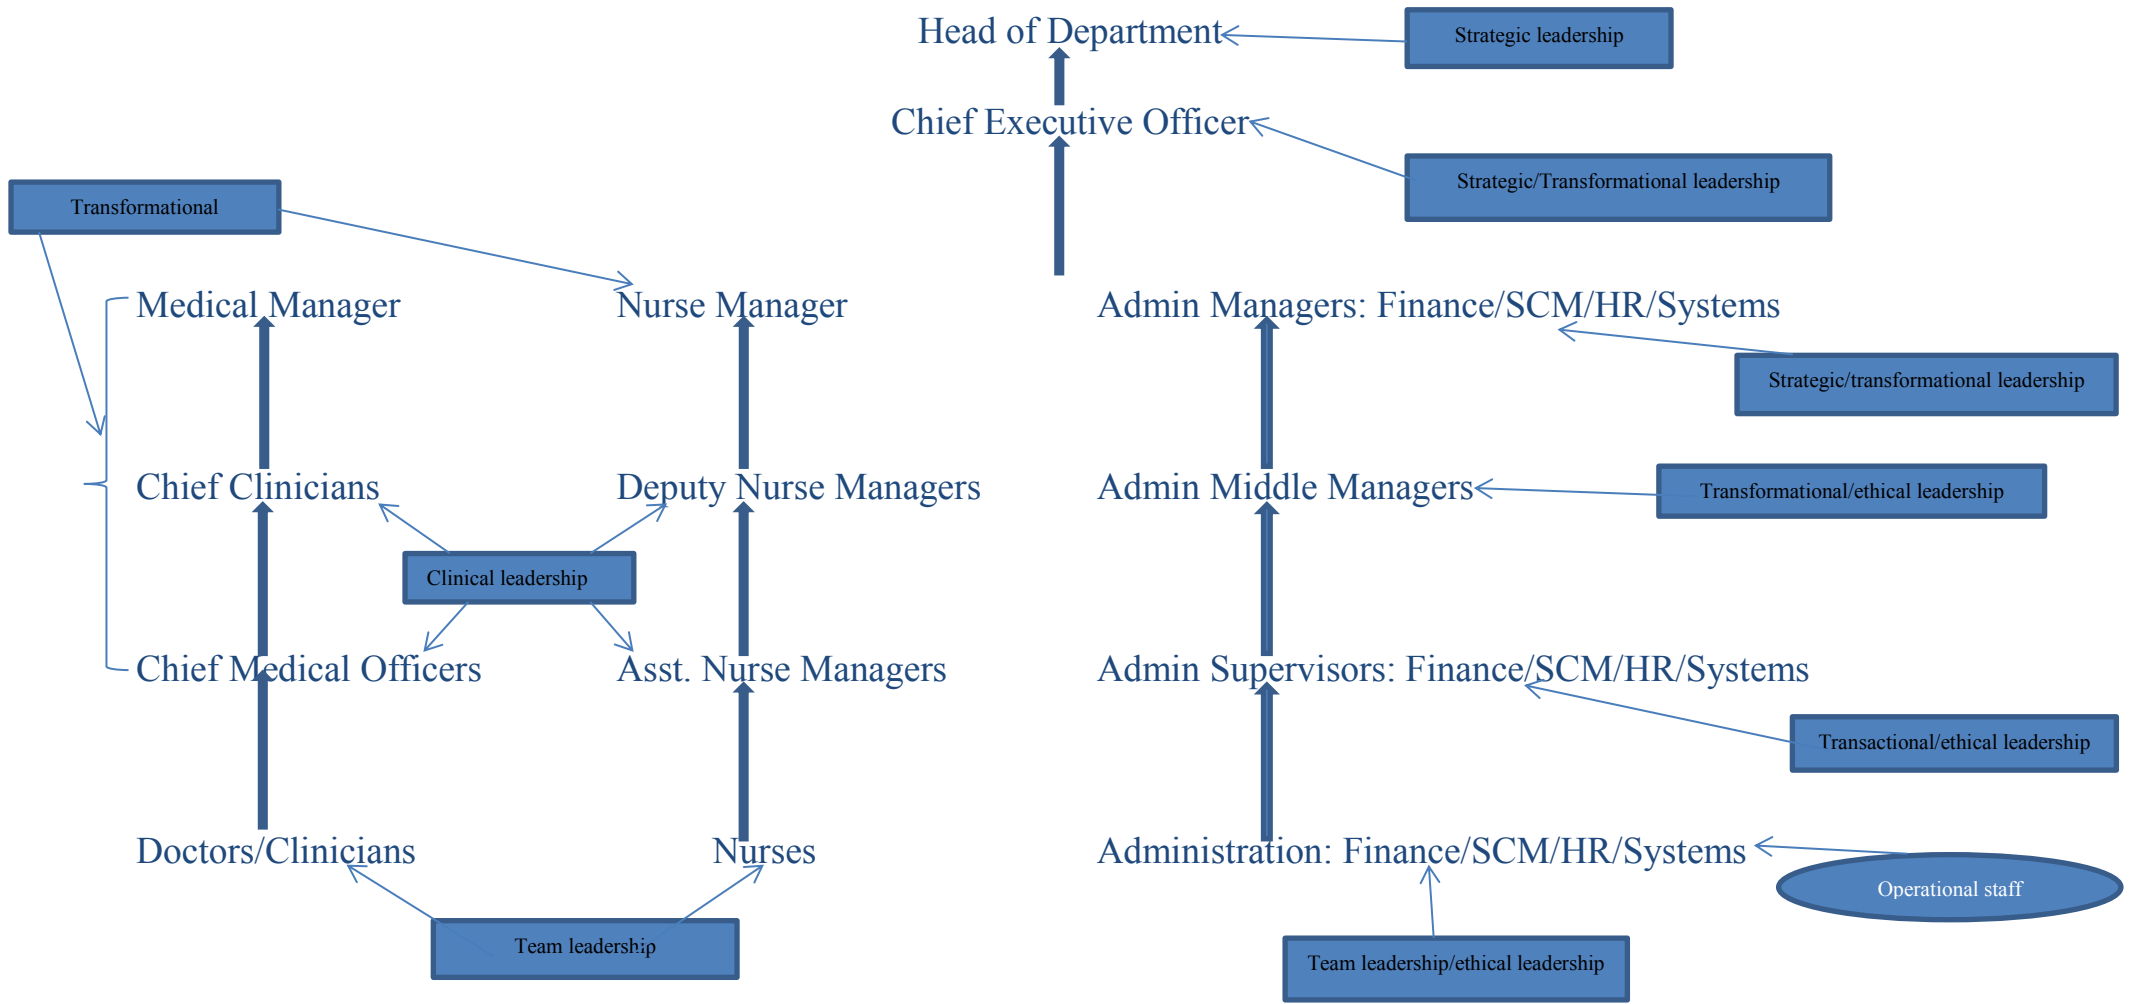 Head of Department
Strategic leadership
Chief Executive Officer
Strategic/Transformational leadership
Transformational
Medical Manager
Nurse Manager
Admin Managers: Finance/SCM/HR/Systems
Strategic/transformational leadership
Chief Clinicians
Deputy Nurse Managers
Admin Middle Managers
Transformational/ethical leadership
Clinical leadership
Chief Medical Officers
Asst. Nurse Managers
Admin Supervisors: Finance/SCM/HR/Systems
Transactional/ethical leadership
Doctors/Clinicians
Nurses
Administration: Finance/SCM/HR/Systems
Operational staff
Team leadership
Team leadership/ethical leadership